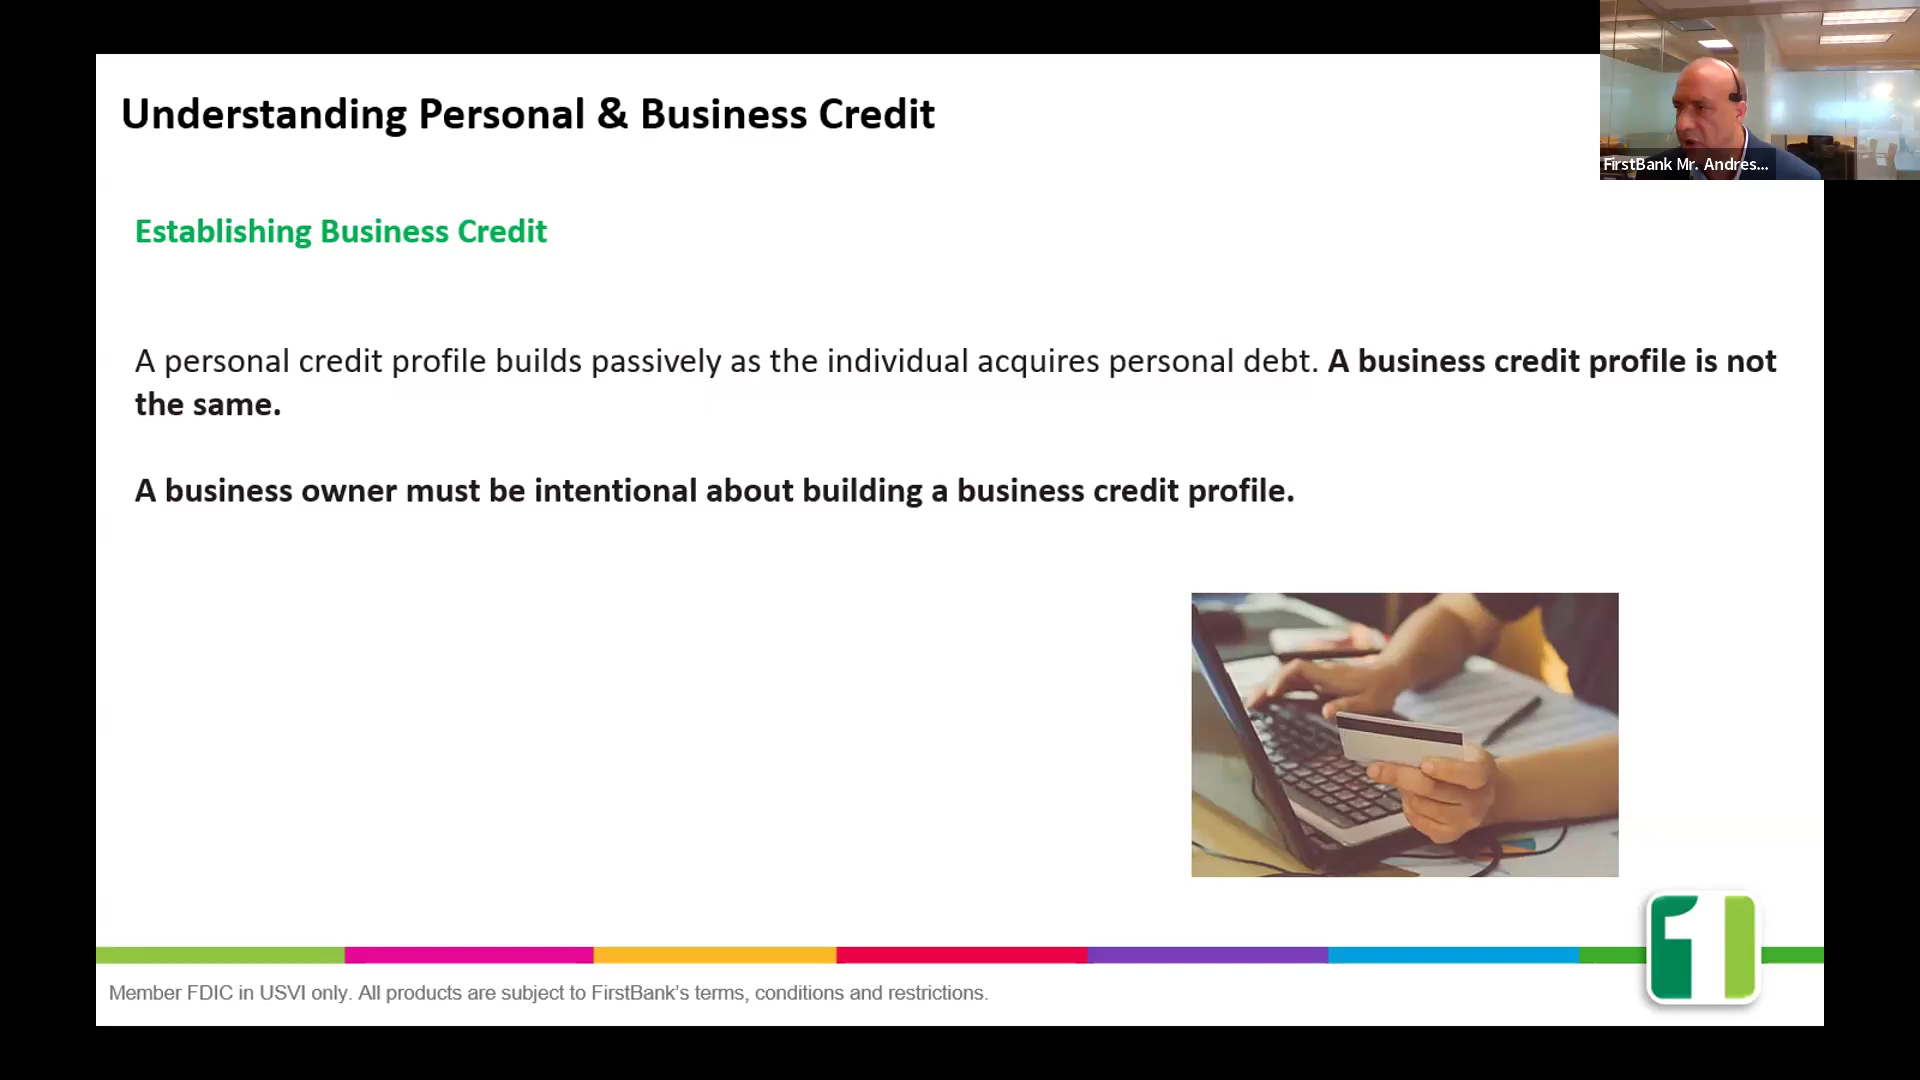 Understanding Personal & Business Credit
FirstBank Mr. Andres...
Establishing Business Credit
A personal credit profile builds passively as the individual acquires personal debt. A business credit profile is not
the same.
A business owner must be intentional about building a business credit profile.
1
Member FDIC in USVI only. All products are subject to FirstBank’s terms, conditions and restrictions.